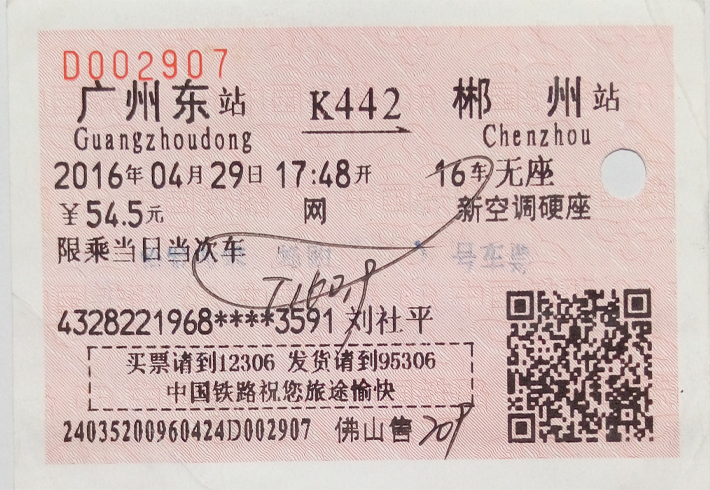 D002907
广州东站 K442 郴州站
Guangzhoudong Chenzhou
2016年04月29日17:48开 16车无座
￥54.5元 网 新空调硬座
限乘当日当次车
4328221968****3591 刘社平
买票请到12306 发货请到95306
中国铁路祝您旅途愉快
24035200960424D002907 佛山售